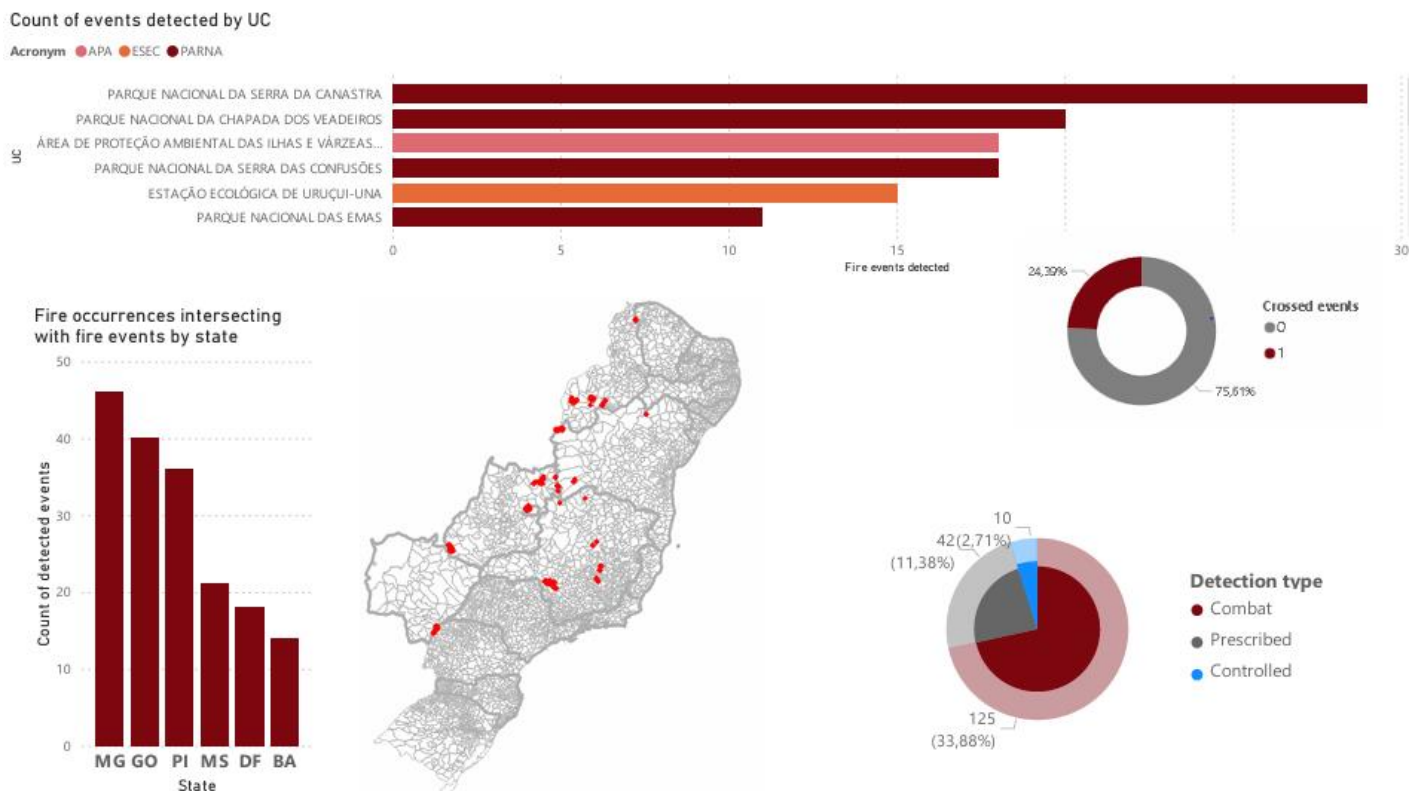 Count of events detected by UC
Acronym APA ESEC PARNA
UC
PARQUE NACIONAL DA SERRA DA CANASTRA
PARQUE NACIONAL DA CHAPADA DOS VEADEIROS
ÁREA DE PROTEÇÃO AMBIENTAL DAS ILHAS E VÁRZEAS...
PARQUE NACIONAL DA SERRA DAS CONFUSÕES
ESTAÇÃO ECOLÓGICA DE URUÇUI-UNA
PARQUE NACIONAL DAS EMAS
0 5 10 15 30
Fire events detected
24,39%
75,61%
Crossed events
0
1
Fire occurrences intersecting
with fire events by state
Count of detected events
50
40
30
20
10
0
MG GO PI MS DF BA
State
10
(2,71%)
42
(11,38%)
125
(33,88%)
Detection type
Combat
Prescribed
Controlled